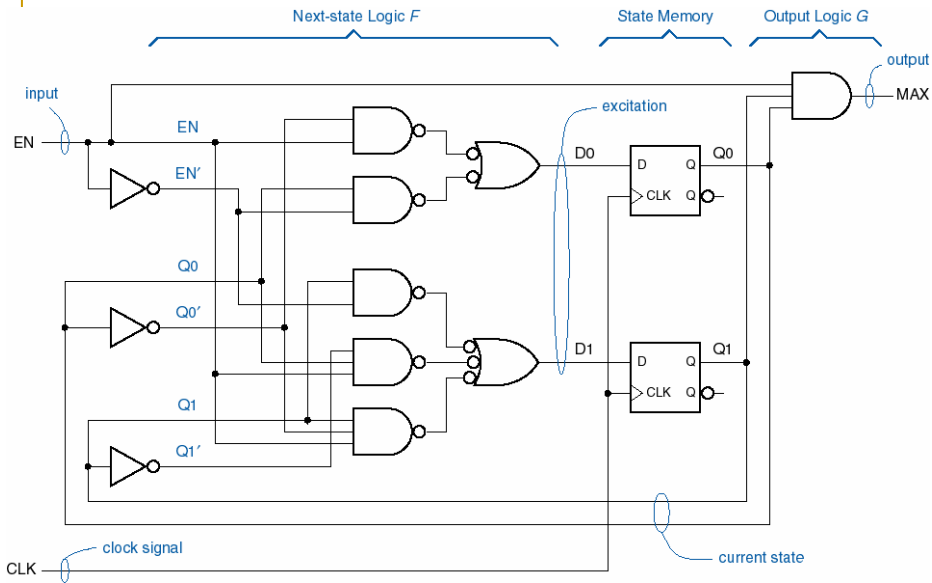 Next-state Logic F
State Memory
Output Logic G
input
output
MAX
excitation
EN
EN
D0
D
Q
Q0
EN′
CLK
Q
Q0
Q0′
D1
D
Q
Q1
CLK
Q
Q1
Q1′
clock signal
current state
CLK